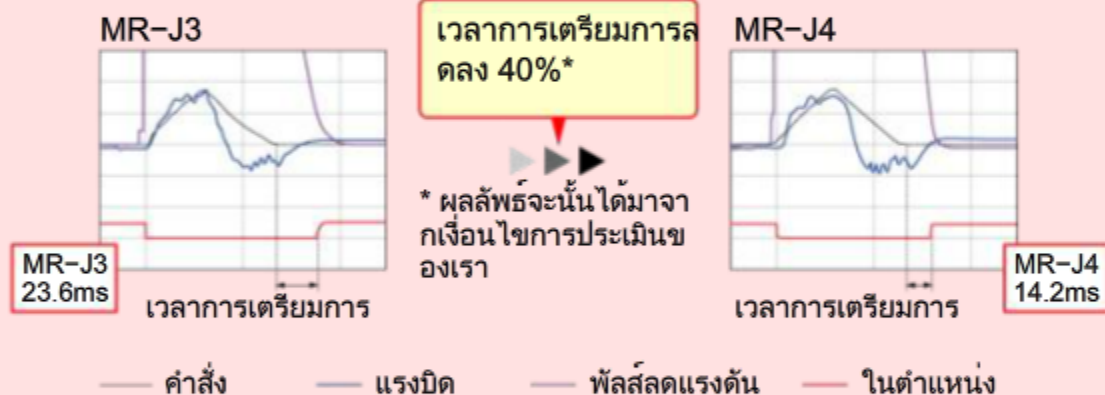 MR-J3
เวลาการเตรียมการล
ดลง 40%*
MR-J4
* ผลลัพธ์จะนั้นได้มาจา
กเงื่อนไขการประเมินข
องเรา
MR-J3
23.6ms
เวลาการเตรียมการ
MR-J4
14.2ms
เวลาการเตรียมการ
คำสั่ง
แรงบิด
พัลส์ลดแรงดัน
ในตำแหน่ง